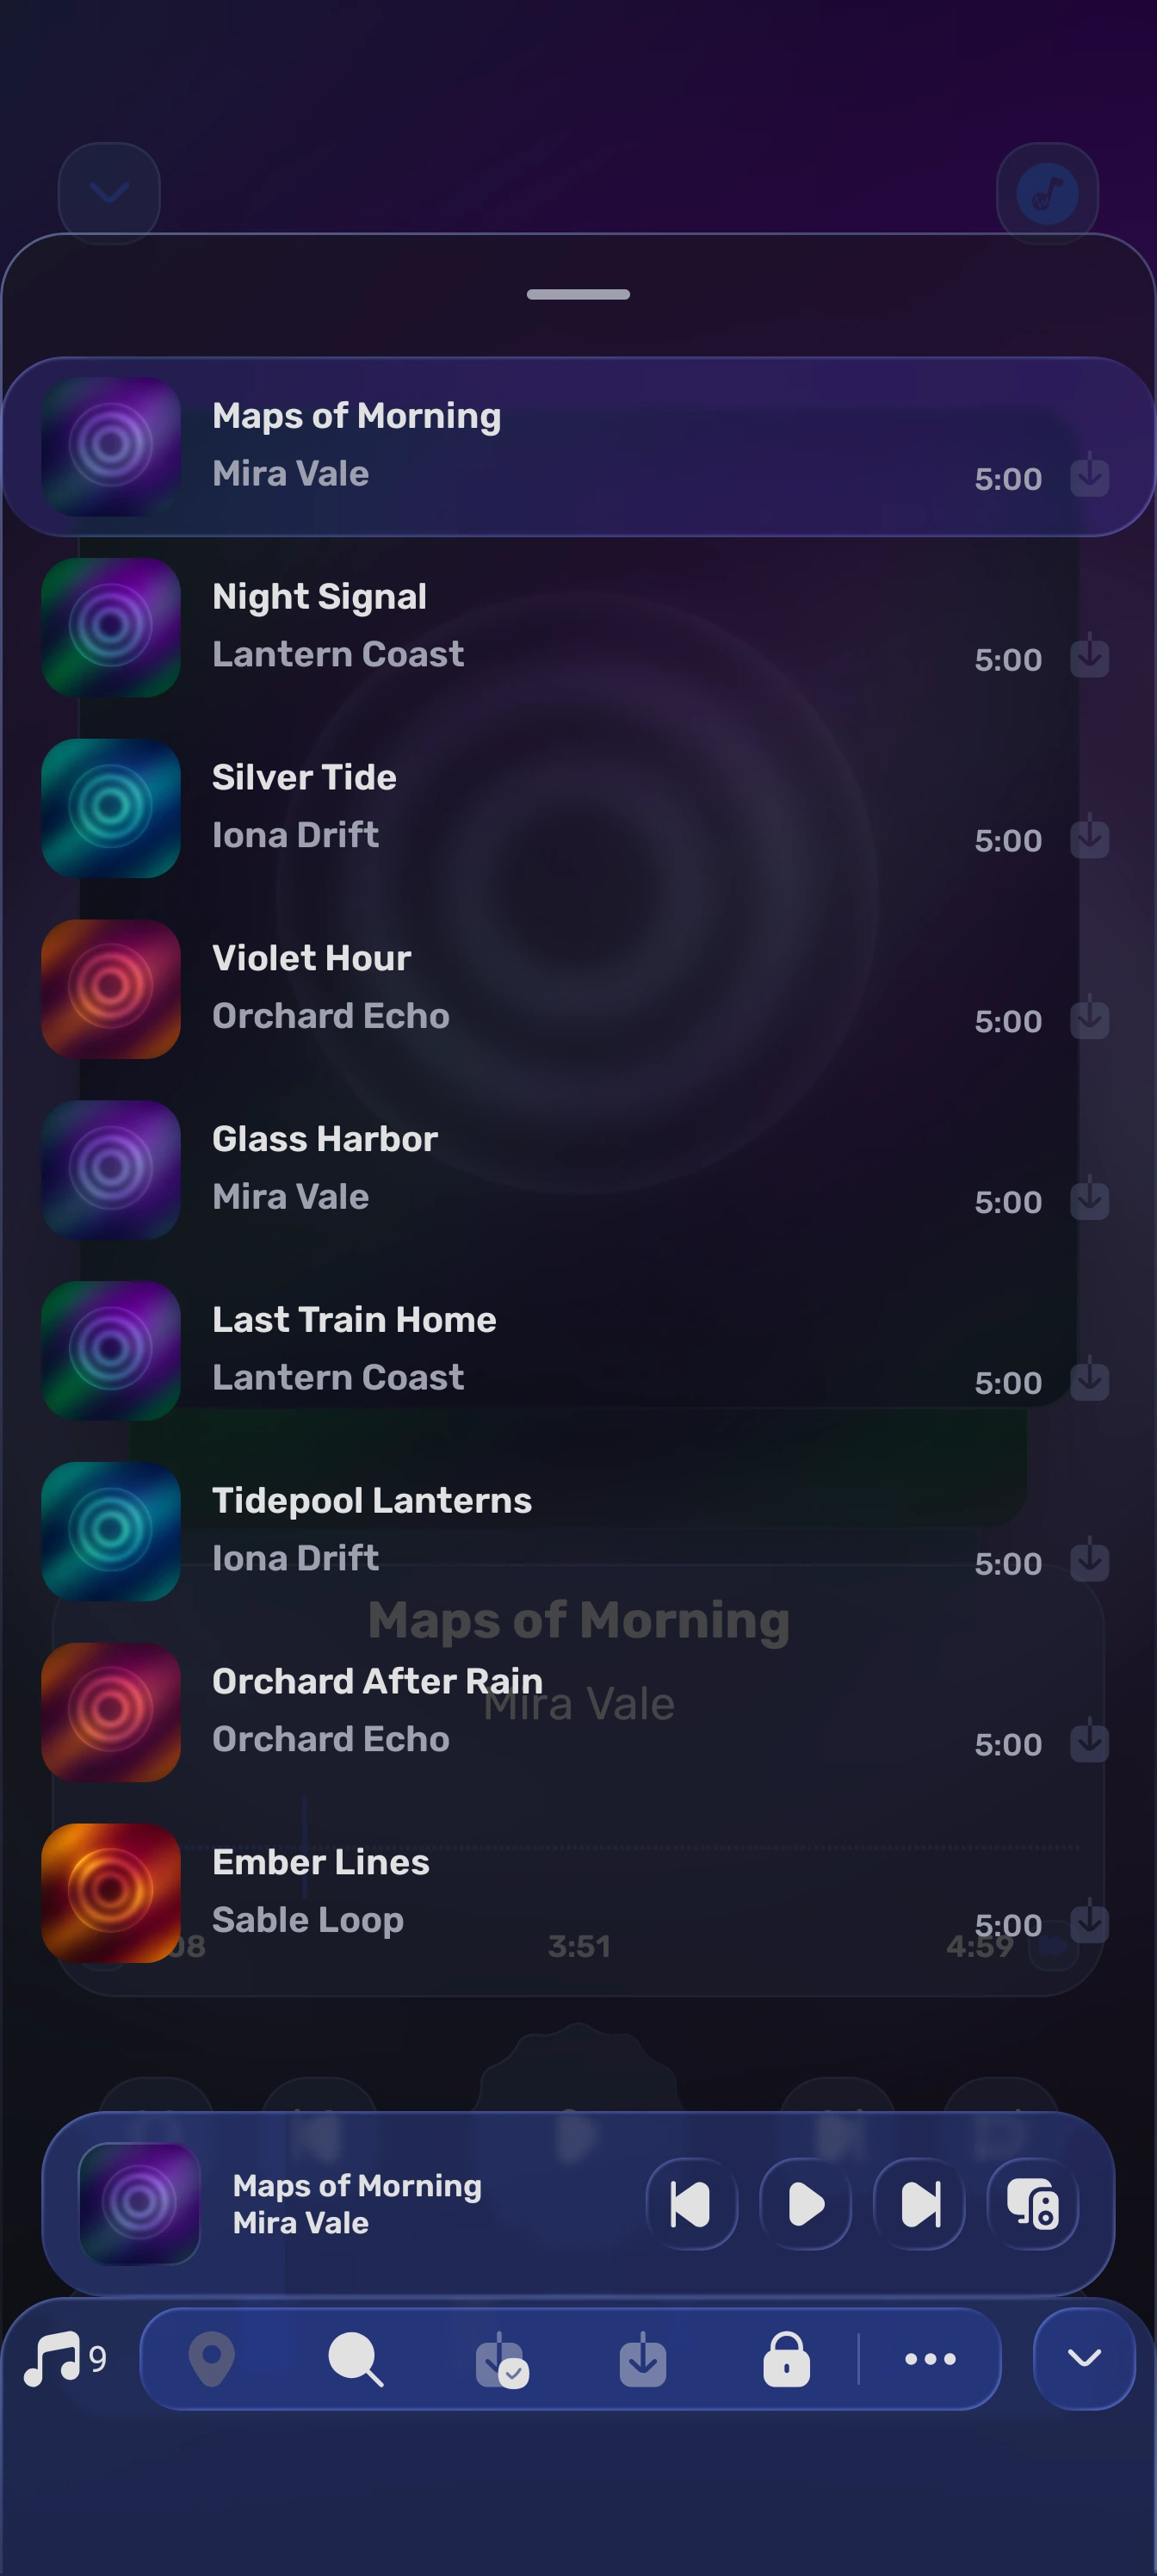 Maps of Morning
Mira Vale
5:00
Night Signal
Lantern Coast
5:00
Silver Tide
Iona Drift
5:00
Violet Hour
Orchard Echo
5:00
Glass Harbor
Mira Vale
5:00
Last Train Home
Lantern Coast
5:00
Tidepool Lanterns
Iona Drift
5:00
Maps of Morning
Orchard After Rain
Mira Vale
Orchard Echo
5:00
Ember Lines
Sable Loop
5:00
3:51
4:59
Maps of Morning
Mira Vale
9